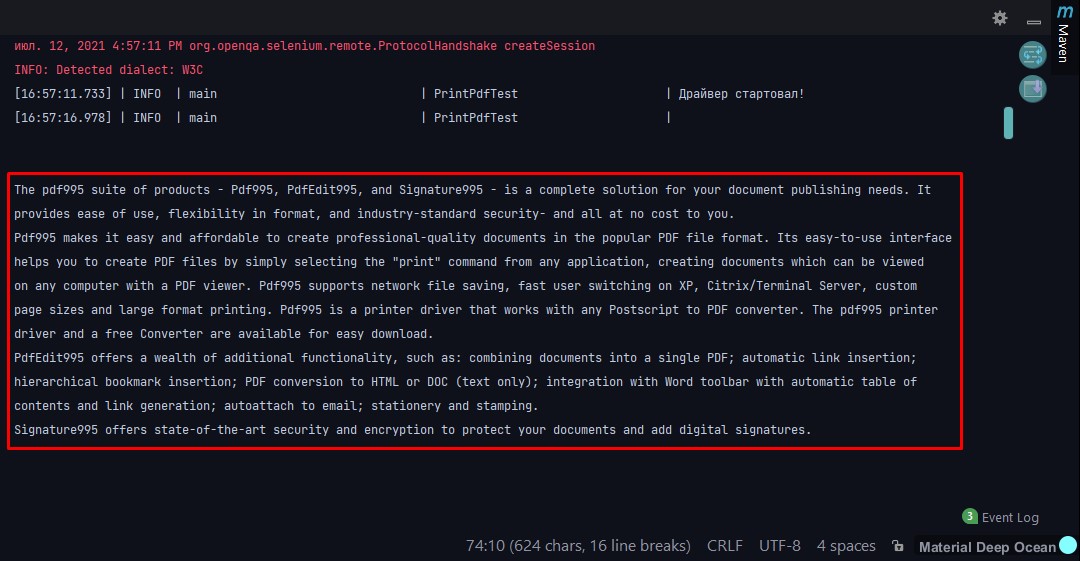 m
Maven
июл. 12, 2021 4:57:11 PM org.openqa.selenium.remote.ProtocolHandshake createSession
INFO: Detected dialect: W3C
[16:57:11.733] | INFO  | main                             | PrintPdfTest                     | Драйвер стартовал!
[16:57:16.978] | INFO  | main                             | PrintPdfTest                     |
The pdf995 suite of products - Pdf995, PdfEdit995, and Signature995 - is a complete solution for your document publishing needs. It
provides ease of use, flexibility in format, and industry-standard security- and all at no cost to you.
Pdf995 makes it easy and affordable to create professional-quality documents in the popular PDF file format. Its easy-to-use interface
helps you to create PDF files by simply selecting the "print" command from any application, creating documents which can be viewed
on any computer with a PDF viewer. Pdf995 supports network file saving, fast user switching on XP, Citrix/Terminal Server, custom
page sizes and large format printing. Pdf995 is a printer driver that works with any Postscript to PDF converter. The pdf995 printer
driver and a free Converter are available for easy download.
PdfEdit995 offers a wealth of additional functionality, such as: combining documents into a single PDF; automatic link insertion;
hierarchical bookmark insertion; PDF conversion to HTML or DOC (text only); integration with Word toolbar with automatic table of
contents and link generation; autoattach to email; stationery and stamping.
Signature995 offers state-of-the-art security and encryption to protect your documents and add digital signatures.
3 Event Log
74:10 (624 chars, 16 line breaks) CRLF UTF-8 4 spaces Material Deep Ocean